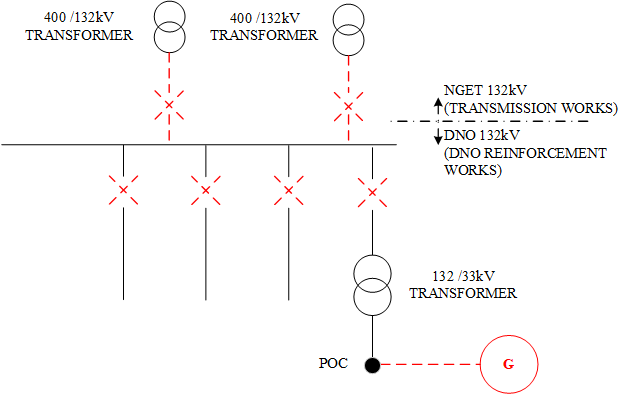 400 /132kV
TRANSFORMER
400 /132kV
TRANSFORMER
NGET 132kV
(TRANSMISSION WORKS)
DNO 132kV
(DNO REINFORCEMENT
WORKS)
132 /33kV
TRANSFORMER
POC
G